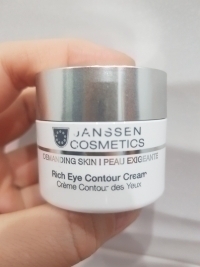 JANSSEN
COSMETICS
DEMANDING SKIN | PEAU EXIGEANTE
Rich Eye Contour Cream
Crème Contour des Yeux